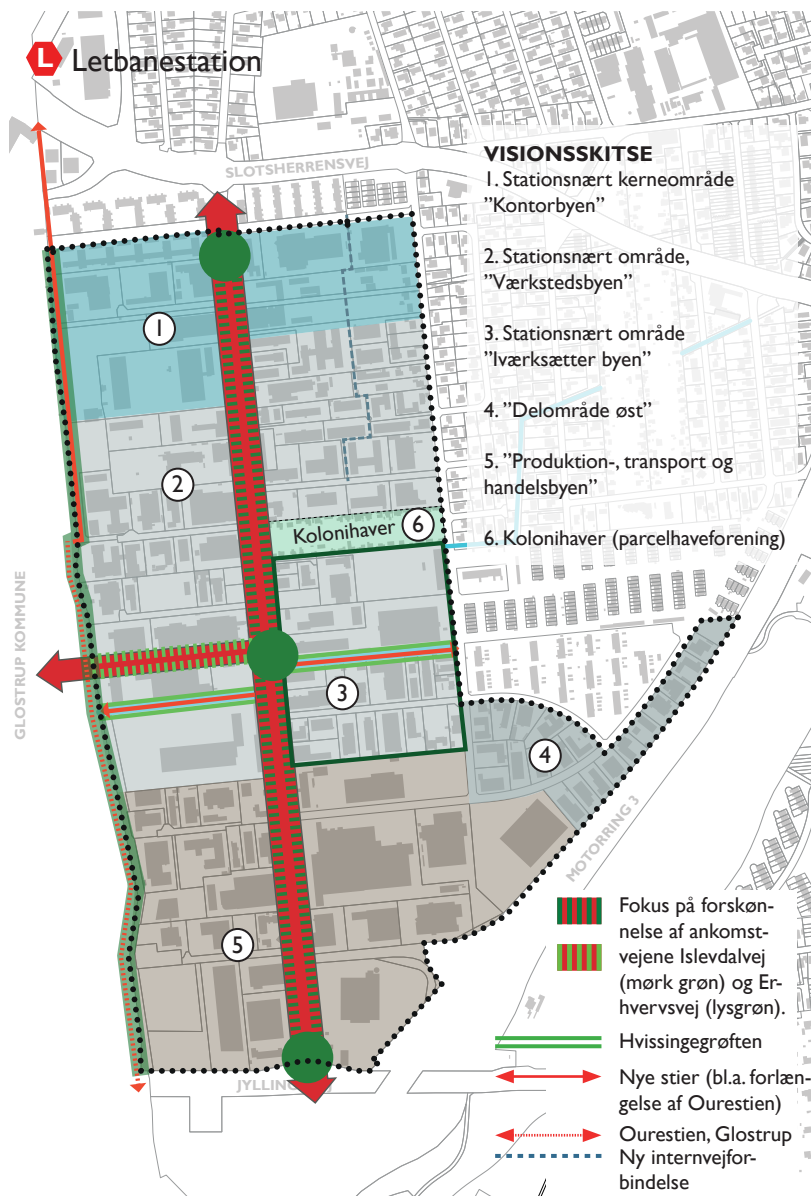 L Letbanestation
SLOTSHERRENSVEJ
VISIONSSKITSE
1. Stationsnært kerneområde
”Kontorbyen”
2. Stationsnært område,
”Værkstedsbyen”
3. Stationsnært område
”Iværksætter byen”
4. ”Delområde øst”
5. ”Produktion-, transport og
handelsbyen”
6. Kolonihaver (parcelhaveforening)
1
2
Kolonihaver 6
GLOSTRUP KOMMUNE
3
4
MOTORRING 3
5
JYLLING
Fokus på forskøn-
nelse af ankomst-
vejene Islevdalvej
(mørk grøn) og Er-
hvervsvej (lysgrøn).
Hvissingegrøften
Nye stier (bl.a. forlæn-
gelse af Ourestien)
Ourestien, Glostrup
Ny internvejfor-
bindelse